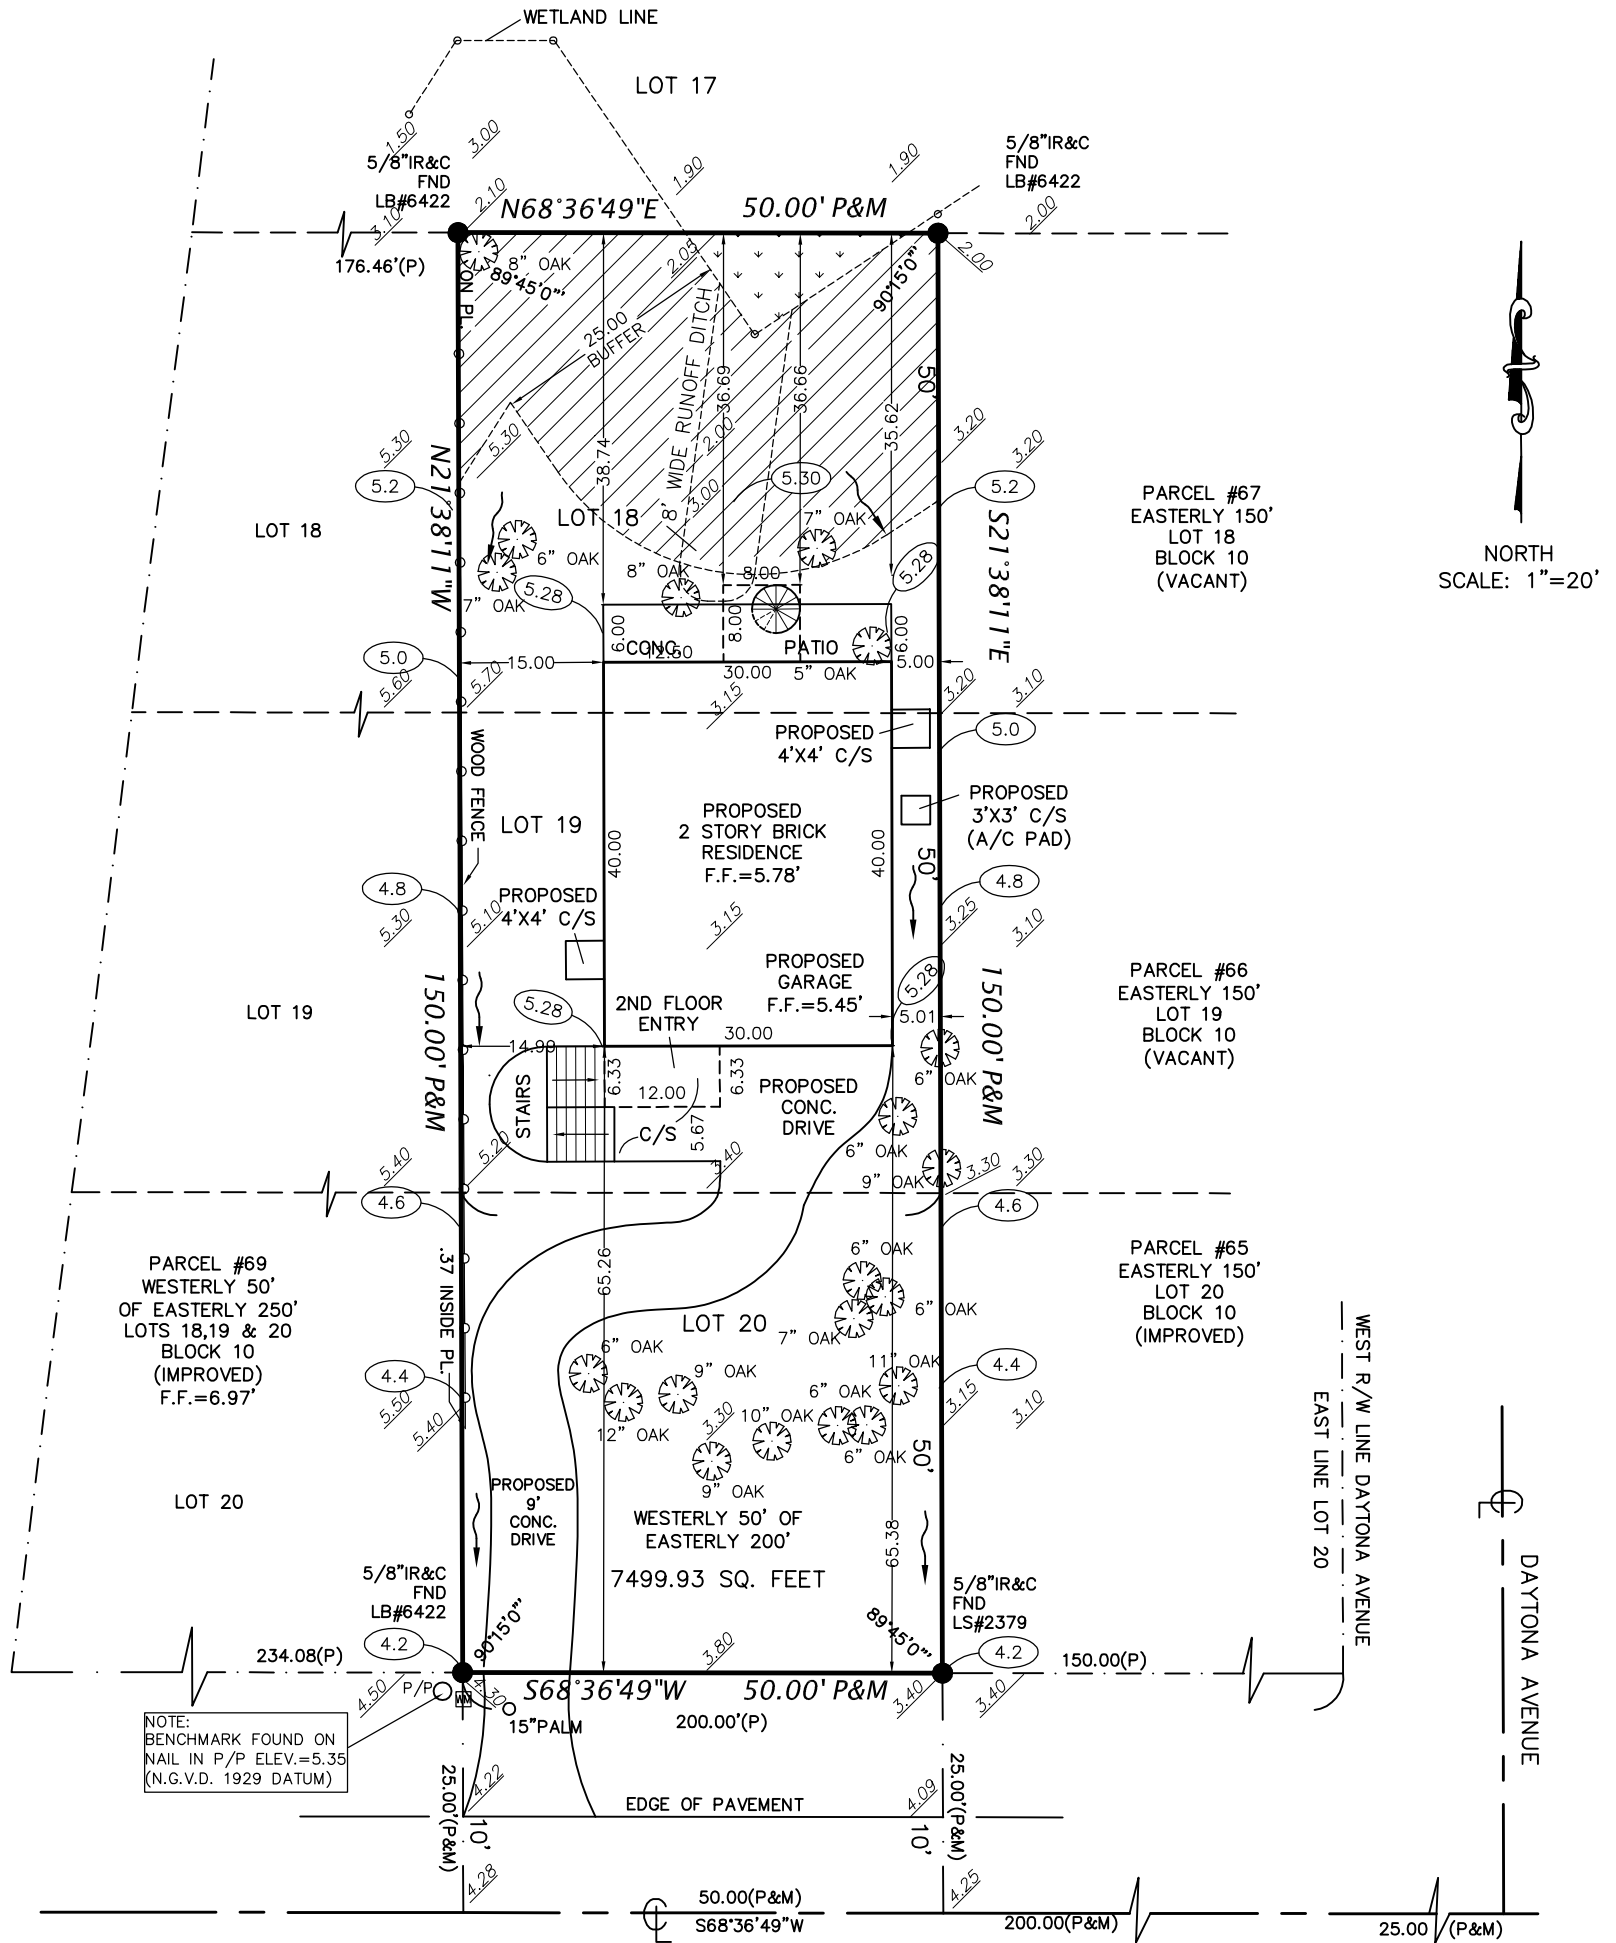 WETLAND LINE
LOT 17
1.50
3.00
1.90
1.90
5/8"IR&C
FND
LB#6422
5/8"IR&C
FND
LB#6422
2.10
3.10
N68°36'49"E
50.00' P&M
2.00
2.00
176.46'(P)
ON PL.
8" OAK
89°45'0"
2.05
90°15'0"
25.00
BUFFER
8' WIDE RUNOFF DITCH
36.69
36.66
38.74
35.62
50'
2.00
3.00
5.30
5.30
5.30
3.20
3.20
5.2
5.2
N21°38'11"W
S21°38'11"E
LOT 18
LOT 18
PARCEL #67
EASTERLY 150'
LOT 18
BLOCK 10
(VACANT)
NORTH
SCALE: 1"=20'
7" OAK
6" OAK
8" OAK
7" OAK
8.00
8.00
5.28
5.28
6.00
6.00
CONC.
PATIO
12.50
5.0
15.00
30.00
5" OAK
5.00
5.60
5.70
3.15
3.20
3.10
PROPOSED
4'X4' C/S
5.0
WOOD FENCE
LOT 19
PROPOSED
2 STORY BRICK
RESIDENCE
F.F.=5.78'
PROPOSED
3'X3' C/S
(A/C PAD)
40.00
40.00
50'
4.8
4.8
PROPOSED
4'X4' C/S
5.30
5.10
3.15
3.25
3.10
150.00' P&M
150.00' P&M
PROPOSED
GARAGE
F.F.=5.45'
LOT 19
PARCEL #66
EASTERLY 150'
LOT 19
BLOCK 10
(VACANT)
5.28
5.28
2ND FLOOR
ENTRY
5.01
14.99
30.00
STAIRS
6.33
6.33
12.00
C/S
5.67
PROPOSED
CONC.
DRIVE
6" OAK
6" OAK
9" OAK
5.40
5.20
3.40
3.30
3.30
4.6
4.6
PARCEL #69
WESTERLY 50'
OF EASTERLY 250'
LOTS 18,19 & 20
BLOCK 10
(IMPROVED)
F.F.=6.97'
.37 INSIDE PL.
65.26
6" OAK
6" OAK
7" OAK
LOT 20
PARCEL #65
EASTERLY 150'
LOT 20
BLOCK 10
(IMPROVED)
WEST R/W LINE DAYTONA AVENUE
EAST LINE LOT 20
4.4
4.4
6" OAK
9" OAK
11" OAK
6" OAK
10" OAK
12" OAK
6" OAK
9" OAK
5.50
5.40
3.30
3.15
3.10
50'
LOT 20
PROPOSED
9'
CONC.
DRIVE
WESTERLY 50' OF
EASTERLY 200'
7499.93 SQ. FEET
65.38
DAYTONA AVENUE
5/8"IR&C
FND
LB#6422
5/8"IR&C
FND
LS#2379
90°15'0"
89°45'0"
4.2
4.2
234.08(P)
3.80
150.00(P)
4.50
P/P
WM
4.30
S68°36'49"W
50.00' P&M
3.40
3.40
15"PALM
200.00'(P)
NOTE:
BENCHMARK FOUND ON
NAIL IN P/P ELEV.=5.35
(N.G.V.D. 1929 DATUM)
25.00'(P&M)
25.00'(P&M)
4.22
4.09
EDGE OF PAVEMENT
10'
10'
4.28
4.25
50.00(P&M)
S68°36'49"W
200.00(P&M)
25.00 (P&M)